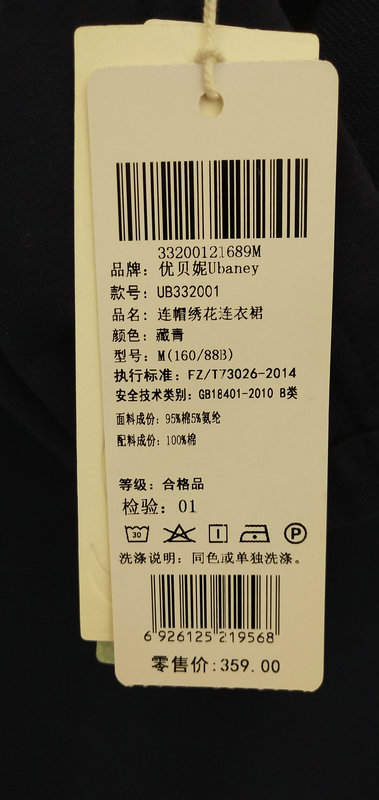 33200121689M
品牌：优贝妮Ubaney
款号：UB332001
品名：连帽绣花连衣裙
颜色：藏青
型号：M(160/88B)
执行标准：FZ/T73026-2014
安全技术类别：GB18401-2010 B类
面料成份：95%棉5%氨纶
配料成份：100%棉
等级：合格品
检验：01
30 P
洗涤说明：同色或单独洗涤。
6 926125 219568
零售价:359.00